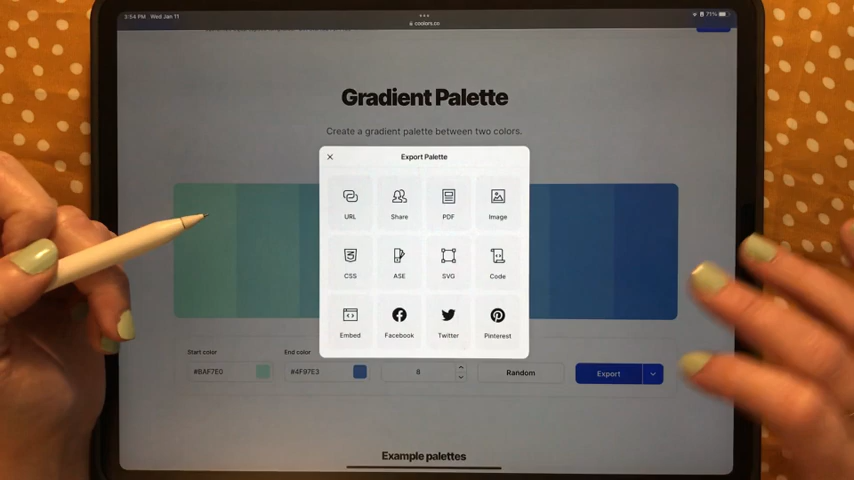 3:54 PM Wed Jan 11
71%
coolors.co
Gradient Palette
Create a gradient palette between two colors.
Export Palette
URL Share PDF Image
CSS ASE SVG Code
Embed Facebook Twitter Pinterest
Start color End color
#BAF7E0 #4F97E3 8 Random Export
Example palettes